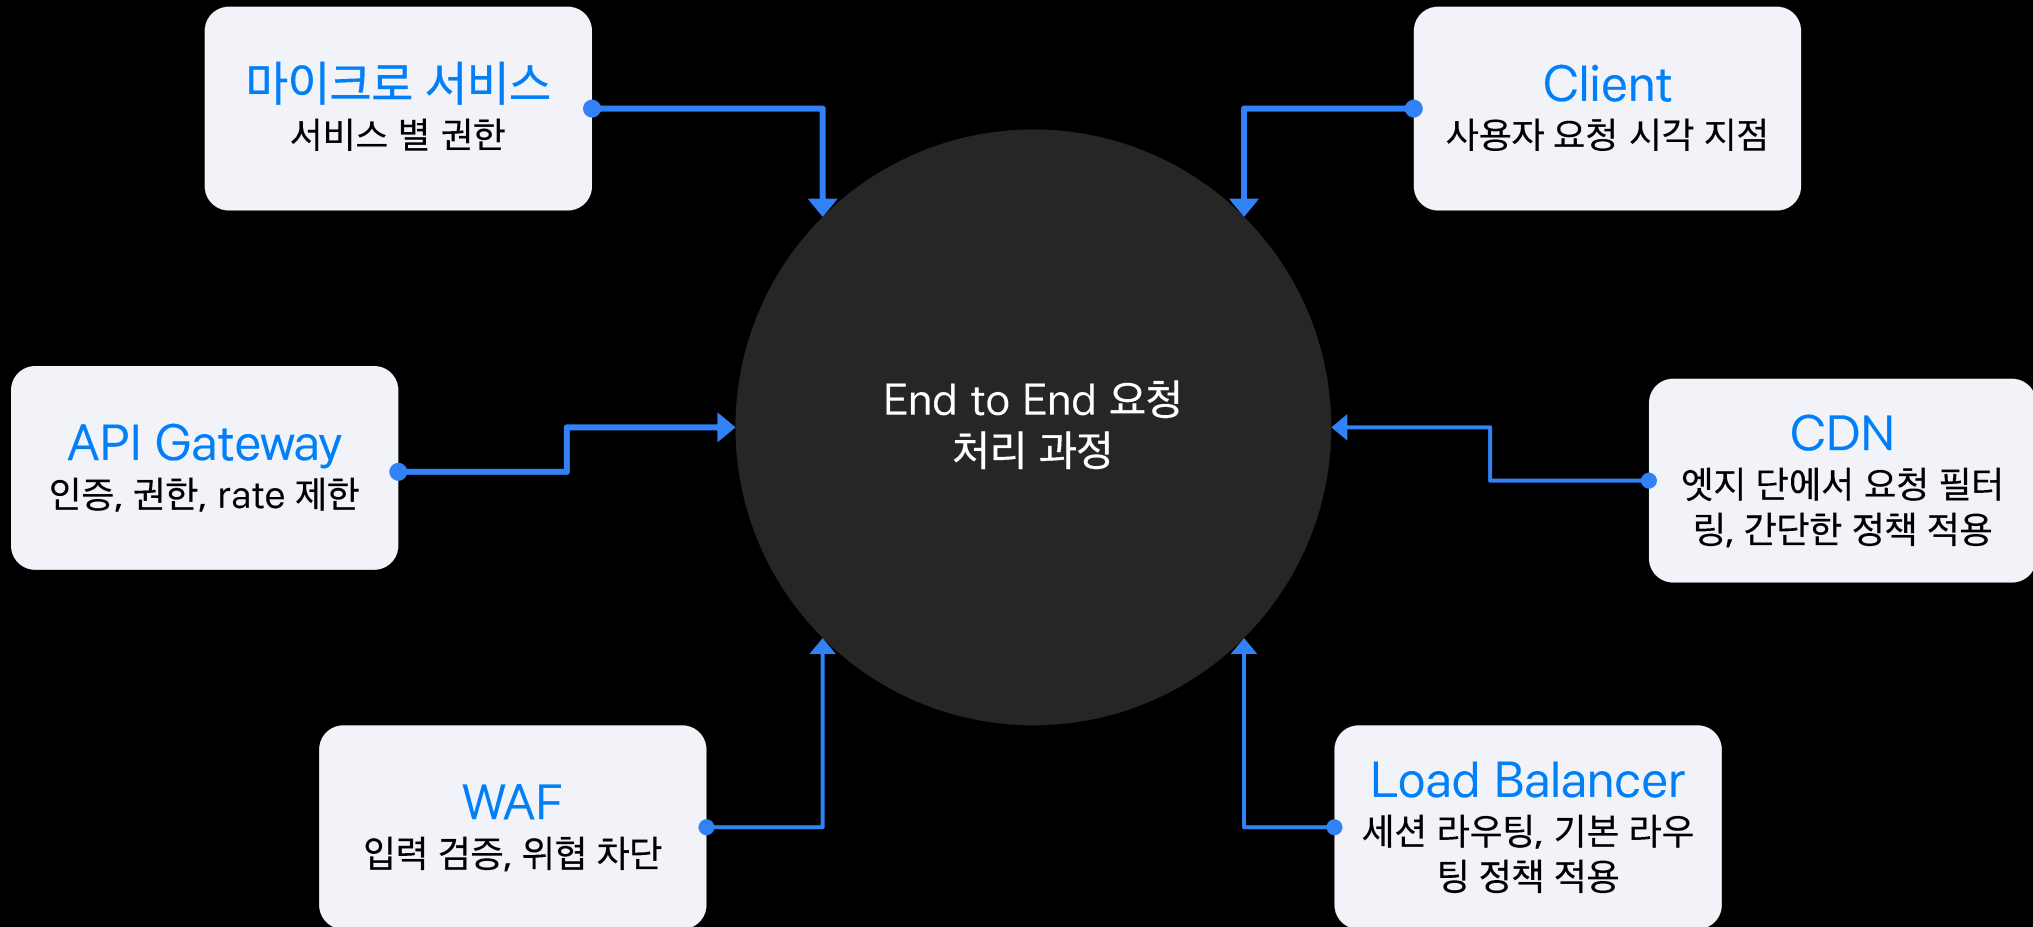 마이크로 서비스
서비스 별 권한
Client
사용자 요청 시각 지점
End to End 요청
처리 과정
API Gateway
인증, 권한, rate 제한
CDN
엣지 단에서 요청 필터
링, 간단한 정책 적용
WAF
입력 검증, 위협 차단
Load Balancer
세션 라우팅, 기본 라우
팅 정책 적용